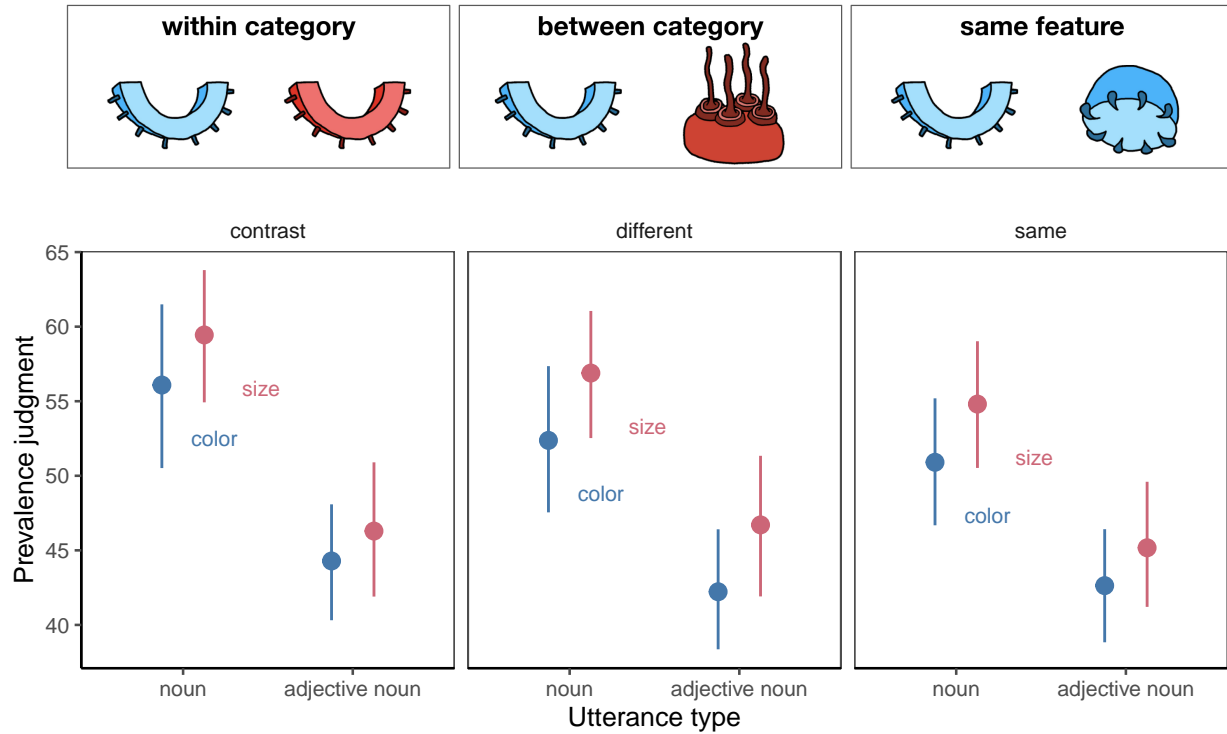 within category
between category
same feature
contrast
different
same
Prevalence judgment
65
60
55
50
45
40
size
color
size
color
size
color
noun
adjective noun
noun
adjective noun
noun
adjective noun
Utterance type